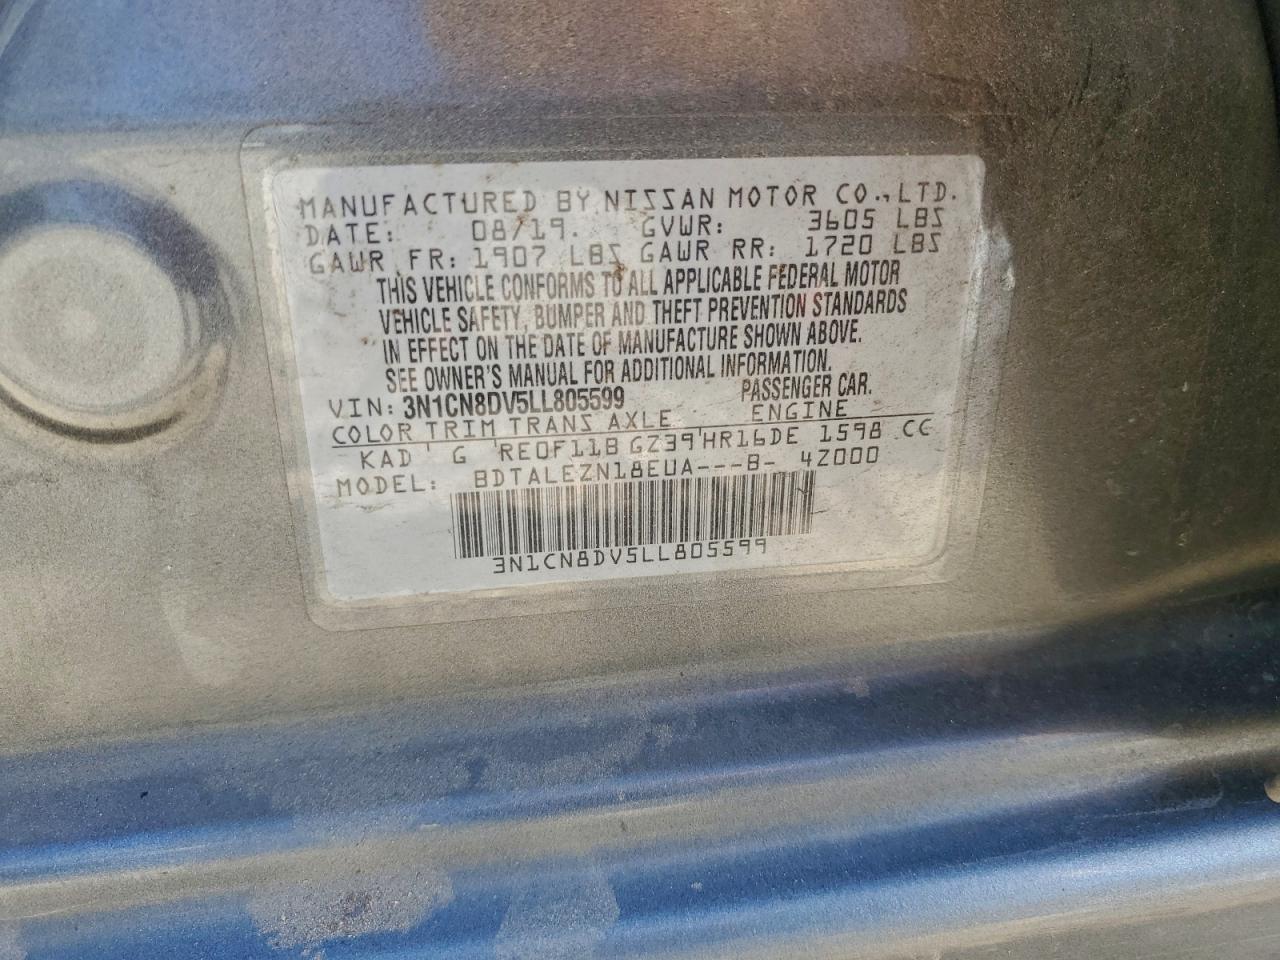 MANUFACTURED BY NISSAN MOTOR CO., LTD.
DATE: 08/19. GVWR: 3605 LBS
GAWR FR: 1907 LBS GAWR RR: 1720 LBS
THIS VEHICLE CONFORMS TO ALL APPLICABLE FEDERAL MOTOR
VEHICLE SAFETY, BUMPER AND THEFT PREVENTION STANDARDS
IN EFFECT ON THE DATE OF MANUFACTURE SHOWN ABOVE.
SEE OWNER'S MANUAL FOR ADDITIONAL INFORMATION.
VIN: 3N1CN8DV5LL805599 PASSENGER CAR.
COLOR TRIM TRANS AXLE ENGINE
KAD ' G RE0F11B GZ39'HR16DE 1598 CC
MODEL: BDTALEZN18EUA---B- 4Z000
3N1CN8DV5LL805599